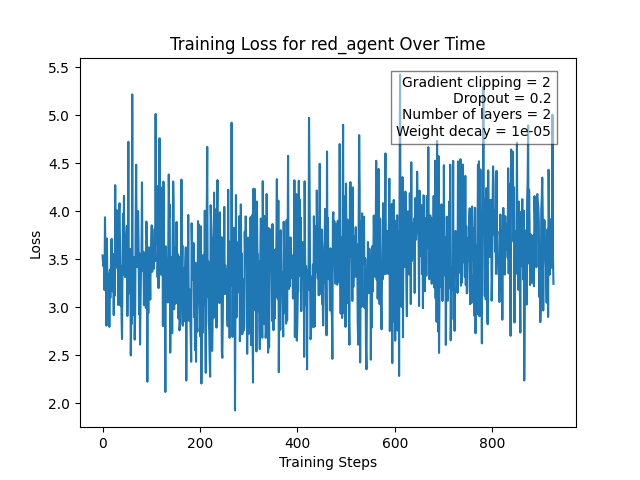 Training Loss for red_agent Over Time
Gradient clipping = 2
Dropout = 0.2
Number of layers = 2
Weight decay = 1e-05
Loss
5.5
5.0
4.5
4.0
3.5
3.0
2.5
2.0
0 200 400 600 800
Training Steps